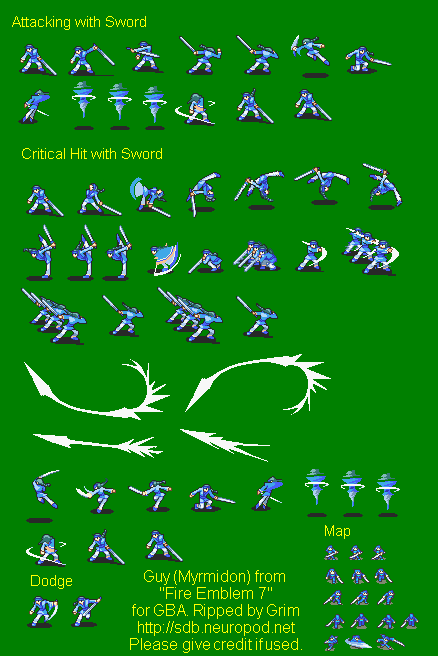 Attacking with Sword
Critical Hit with Sword
Map
Dodge
Guy (Myrmidon) from
"Fire Emblem 7"
for GBA. Ripped by Grim
http://sdb.neuropod.net
Please give credit if used.